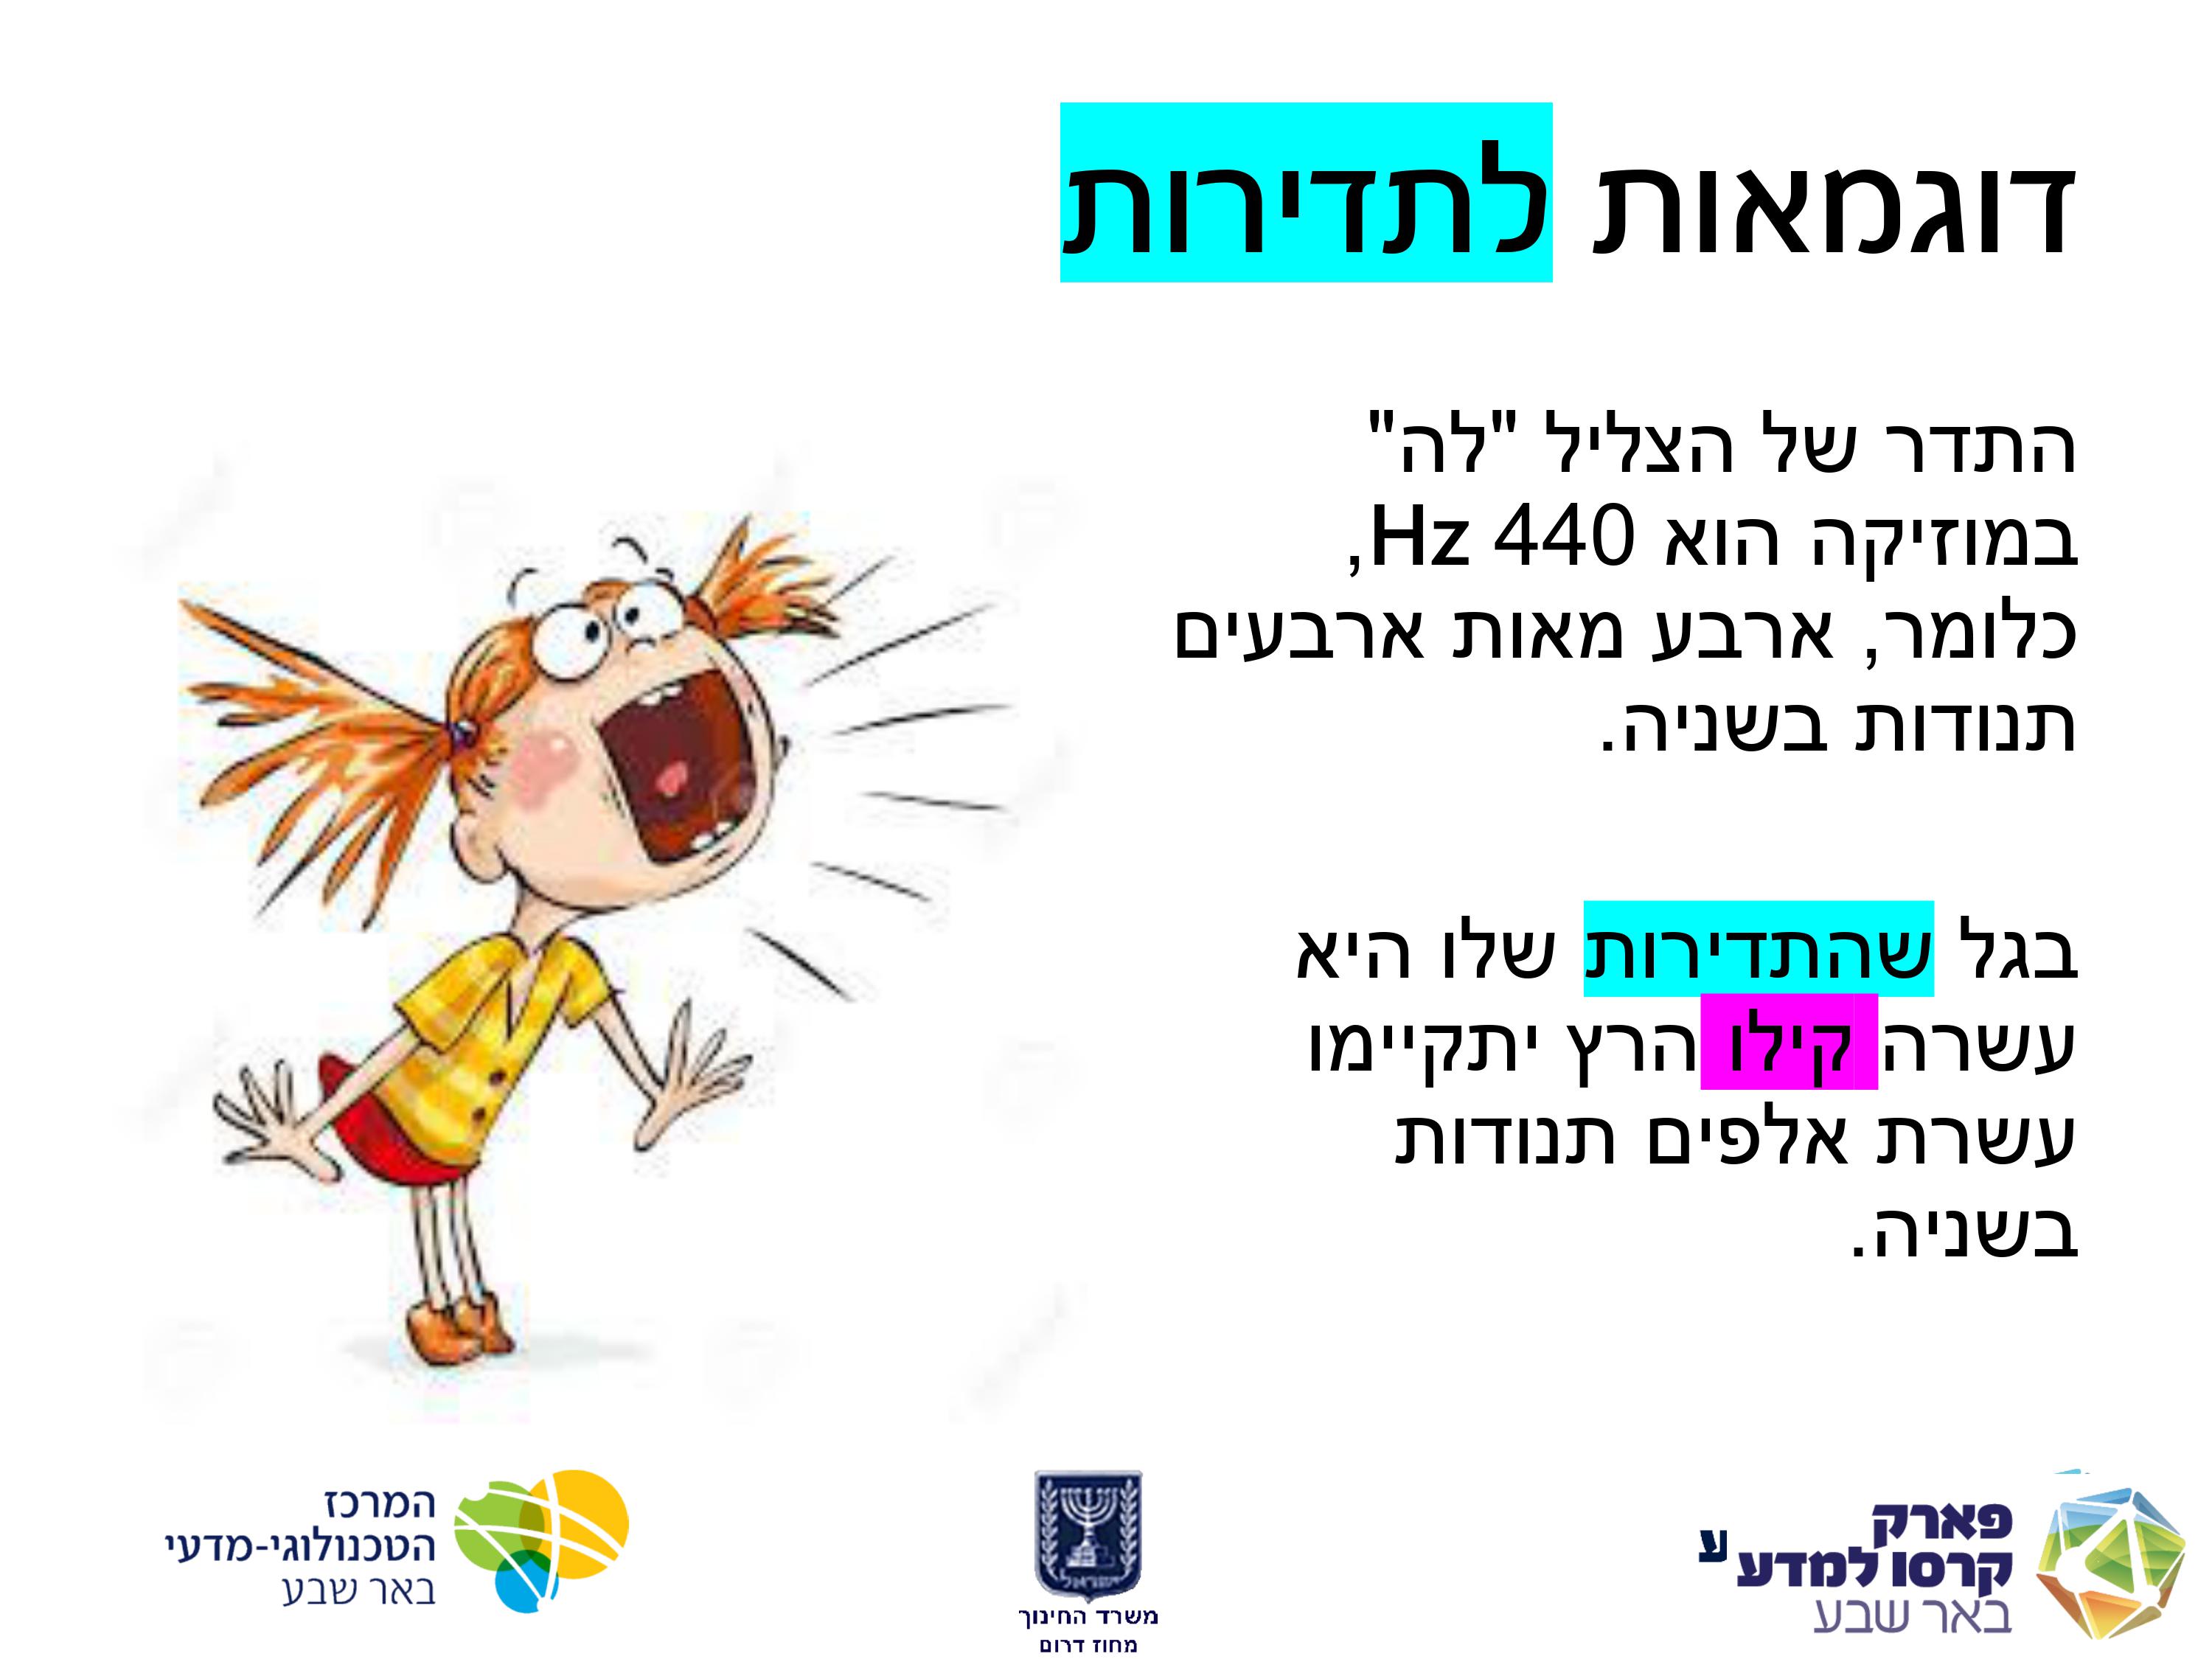 דוגמאות לתדירות
התדר של הצליל "לה"
במוזיקה הוא 440 Hz,
כלומר, ארבע מאות ארבעים
תנודות בשניה.
בגל שהתדירות שלו היא
עשרה קילו הרץ יתקיימו
עשרת אלפים תנודות
בשניה.
המרכז
הטכנולוגי-מדעי
באר שבע
ישראל
משרד החינוך
מחוז דרום
פארק
קרסו למדע
ע
באר שבע